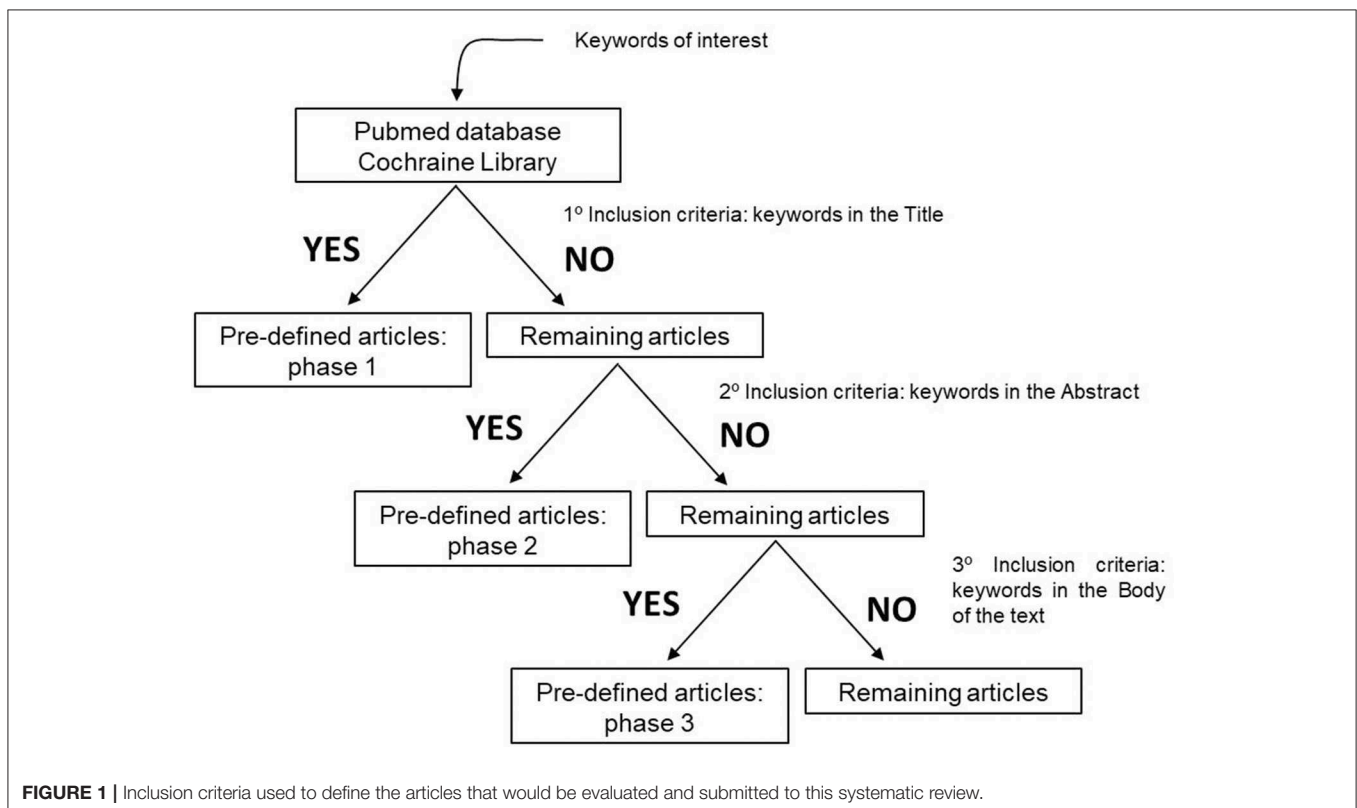 Keywords of interest
Pubmed database
Cochraine Library
1º Inclusion criteria: keywords in the Title
YES
NO
Pre-defined articles:
phase 1
Remaining articles
2º Inclusion criteria: keywords in the Abstract
YES
NO
Pre-defined articles:
phase 2
Remaining articles
3º Inclusion criteria:
keywords in the Body
of the text
YES
NO
Pre-defined articles:
phase 3
Remaining articles
FIGURE 1 | Inclusion criteria used to define the articles that would be evaluated and submitted to this systematic review.